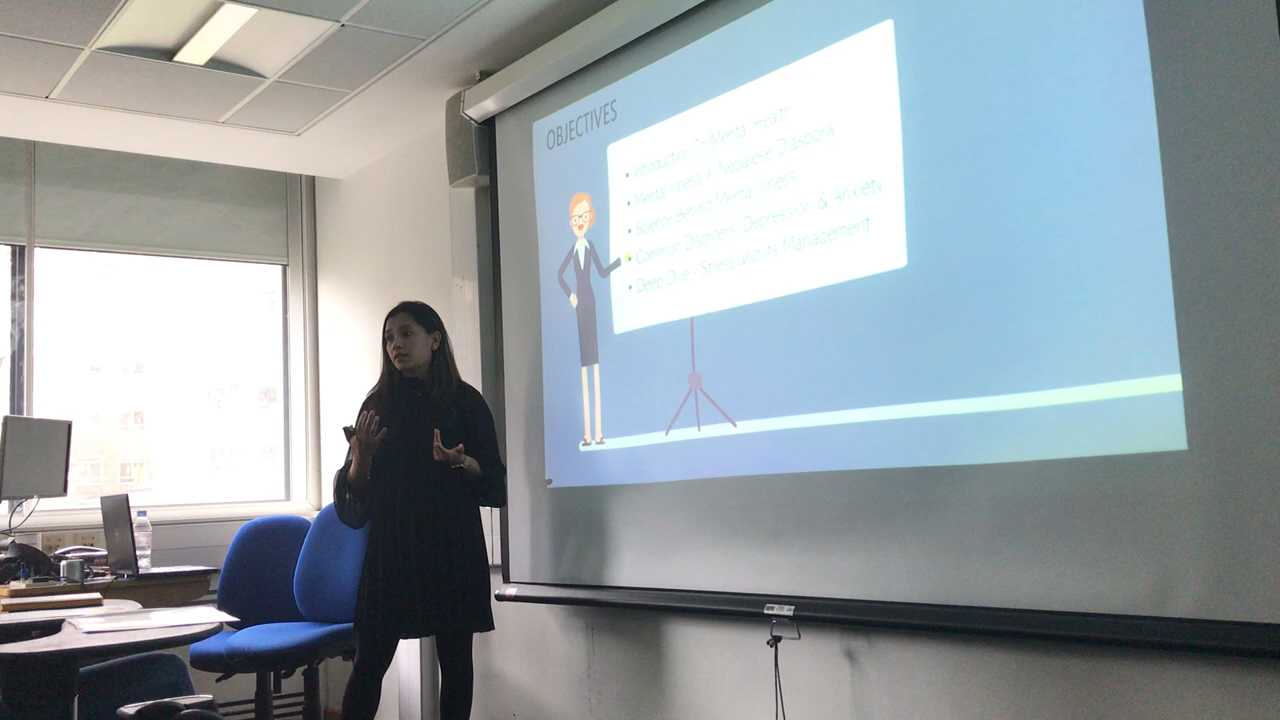 OBJECTIVES
• Introduction To Mental Health
• Mental illness in Nepalese Diaspora
• Science Behind Mental illness
• Common Disorders: Depression & Anxiety
• Deep Dive - Stress and its Management